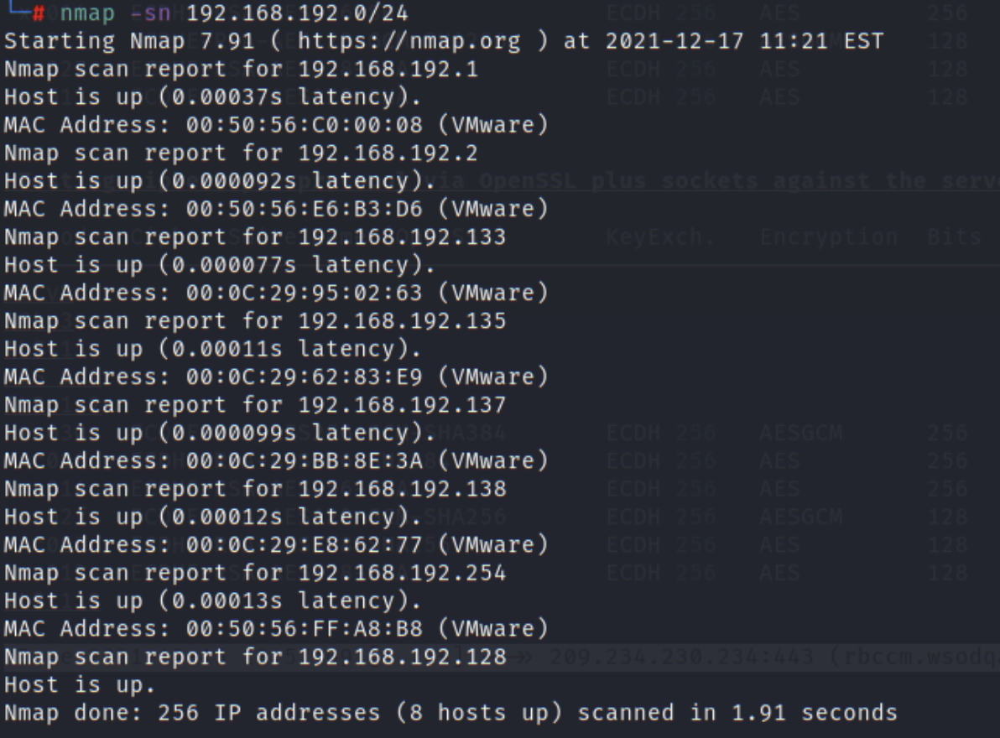 └─# nmap -sn 192.168.192.0/24
Starting Nmap 7.91 ( https://nmap.org ) at 2021-12-17 11:21 EST
Nmap scan report for 192.168.192.1
Host is up (0.00037s latency).
MAC Address: 00:50:56:C0:00:08 (VMware)
Nmap scan report for 192.168.192.2
Host is up (0.000092s latency).
MAC Address: 00:50:56:E6:B3:D6 (VMware)
Nmap scan report for 192.168.192.133
Host is up (0.000077s latency).
MAC Address: 00:0C:29:95:02:63 (VMware)
Nmap scan report for 192.168.192.135
Host is up (0.00011s latency).
MAC Address: 00:0C:29:62:83:E9 (VMware)
Nmap scan report for 192.168.192.137
Host is up (0.000099s latency).
MAC Address: 00:0C:29:BB:8E:3A (VMware)
Nmap scan report for 192.168.192.138
Host is up (0.00012s latency).
MAC Address: 00:0C:29:E8:62:77 (VMware)
Nmap scan report for 192.168.192.254
Host is up (0.00013s latency).
MAC Address: 00:50:56:FF:A8:B8 (VMware)
Nmap scan report for 192.168.192.128
Host is up.
Nmap done: 256 IP addresses (8 hosts up) scanned in 1.91 seconds